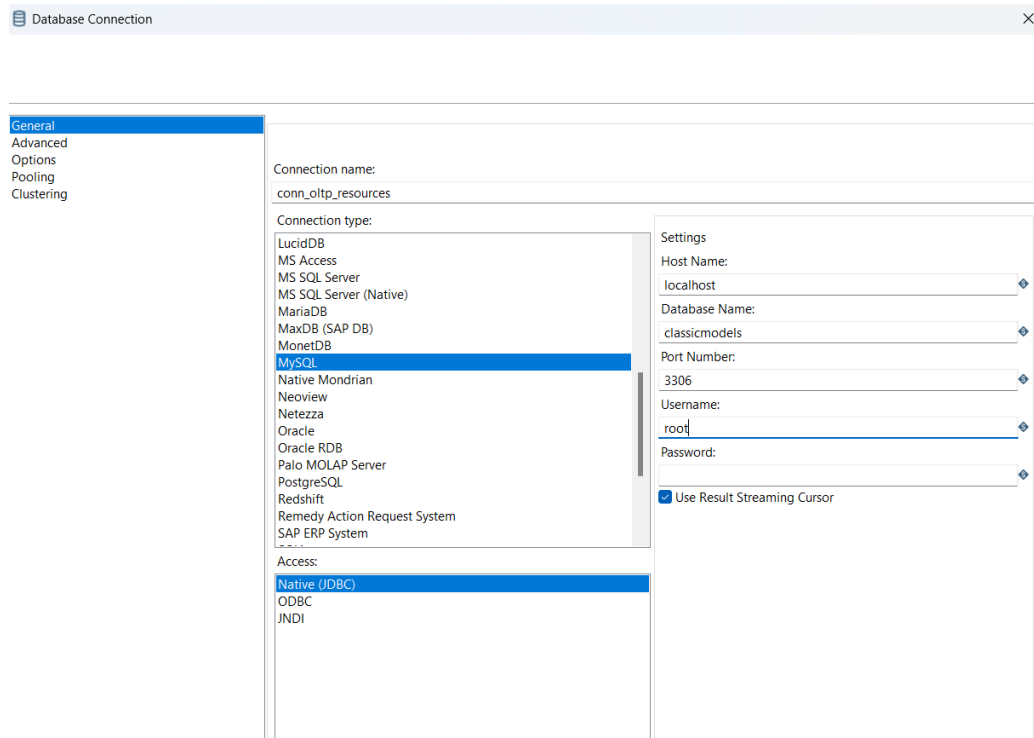 Database Connection
General
Advanced
Options
Pooling
Clustering
Connection name:
conn_oltp_resources
Connection type:
LucidDB
MS Access
MS SQL Server
MS SQL Server (Native)
MariaDB
MaxDB (SAP DB)
MonetDB
MySQL
Native Mondrian
Neoview
Netezza
Oracle
Oracle RDB
Palo MOLAP Server
PostgreSQL
Redshift
Remedy Action Request System
SAP ERP System
Access:
Native (JDBC)
ODBC
JNDI
Settings
Host Name:
localhost
Database Name:
classicmodels
Port Number:
3306
Username:
root
Password:
Use Result Streaming Cursor